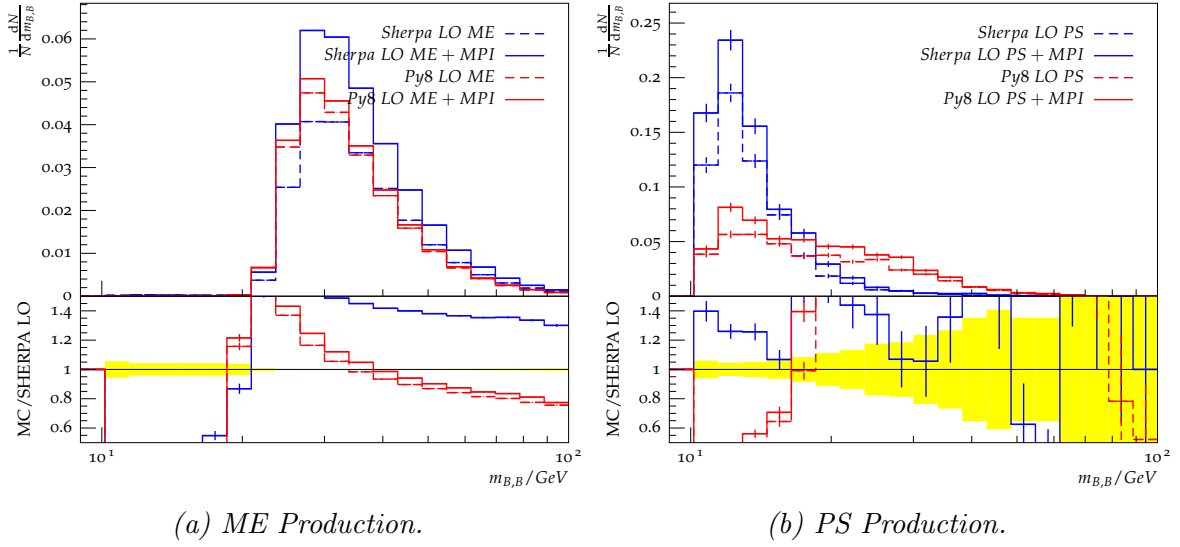 1/N dN/dm_{B,B}
0.06
0.05
0.04
0.03
0.02
0.01
0
Sherpa LO ME
Sherpa LO ME + MPI
Py8 LO ME
Py8 LO ME + MPI
MC/SHERPA LO
1.4
1.2
1
0.8
0.6
10^1
10^2
m_{B,B}/GeV
(a) ME Production.
1/N dN/dm_{B,B}
0.25
0.2
0.15
0.1
0.05
0
Sherpa LO PS
Sherpa LO PS + MPI
Py8 LO PS
Py8 LO PS + MPI
MC/SHERPA LO
1.4
1.2
1
0.8
0.6
10^1
10^2
m_{B,B}/GeV
(b) PS Production.